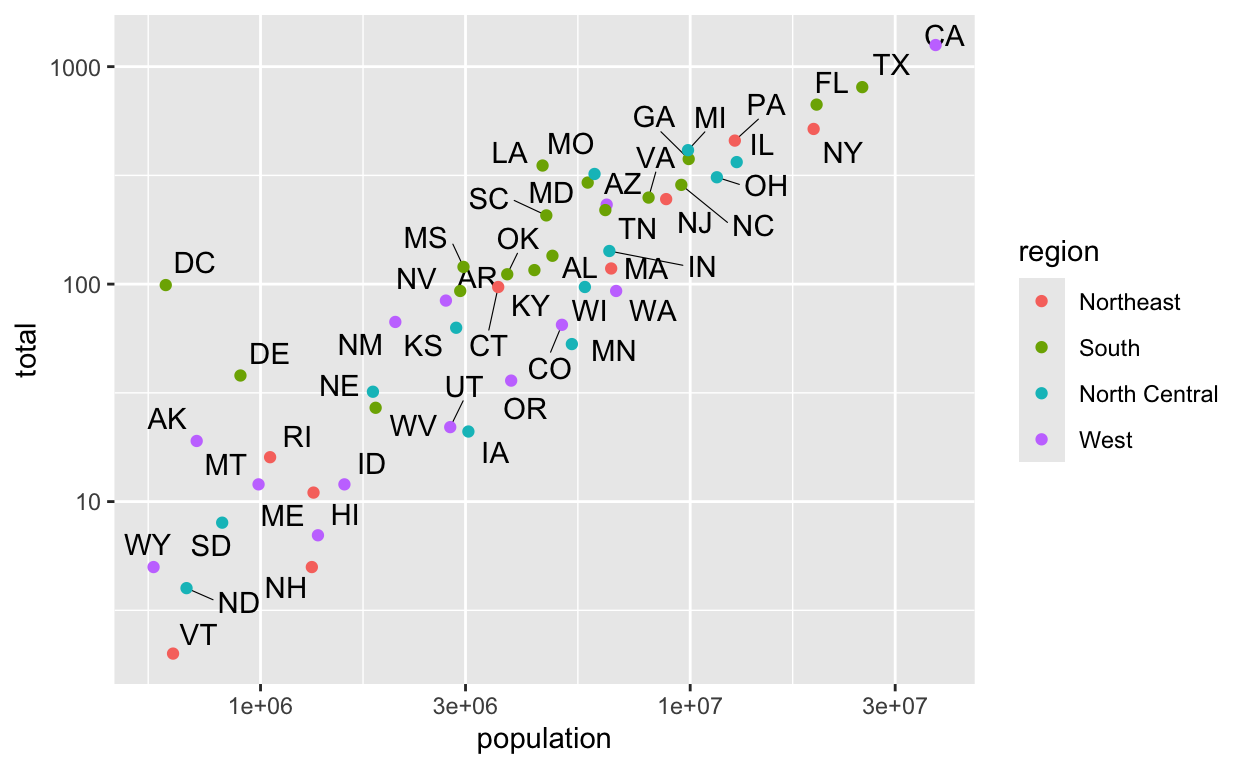 CA
1000
TX
FL
PA
GA
MI
IL
NY
MO
LA
VA
OH
AZ
MD
SC
NJ
NC
TN
OK
MS
region
DC
AL
MA
IN
NV
AR
100
Northeast
KY
WI
WA
NM
KS
CT
MN
South
total
DE
CO
NE
UT
North Central
OR
AK
WV
RI
IA
West
MT
ID
10
ME
HI
WY
SD
NH
ND
VT
1e+06
3e+06
1e+07
3e+07
population